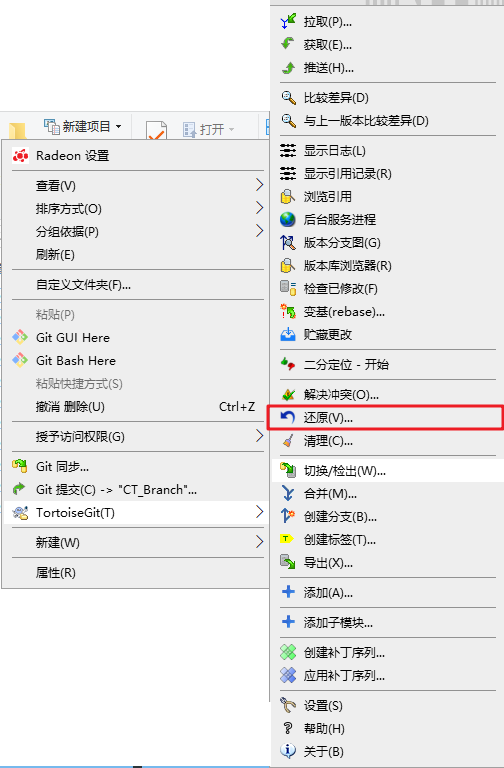 新建项目
打开
Radeon 设置
查看(V)
排序方式(O)
分组依据(P)
刷新(E)
自定义文件夹(F)...
粘贴(P)
Git GUI Here
Git Bash Here
粘贴快捷方式(S)
撤消 删除(U) Ctrl+Z
授予访问权限(G)
Git 同步...
Git 提交(C) -> "CT_Branch"...
TortoiseGit(T)
新建(W)
属性(R)
拉取(P)...
获取(E)...
推送(H)...
比较差异(D)
与上一版本比较差异(D)
显示日志(L)
显示引用记录(R)
浏览引用
后台服务进程
版本分支图(G)
版本库浏览器(R)
检查已修改(F)
变基(rebase)...
贮藏更改
二分定位 - 开始
解决冲突(O)...
还原(V)...
清理(C)...
切换/检出(W)...
合并(M)...
创建分支(B)...
创建标签(T)...
导出(X)...
添加(A)...
添加子模块...
创建补丁序列...
应用补丁序列...
设置(S)
帮助(H)
关于(B)